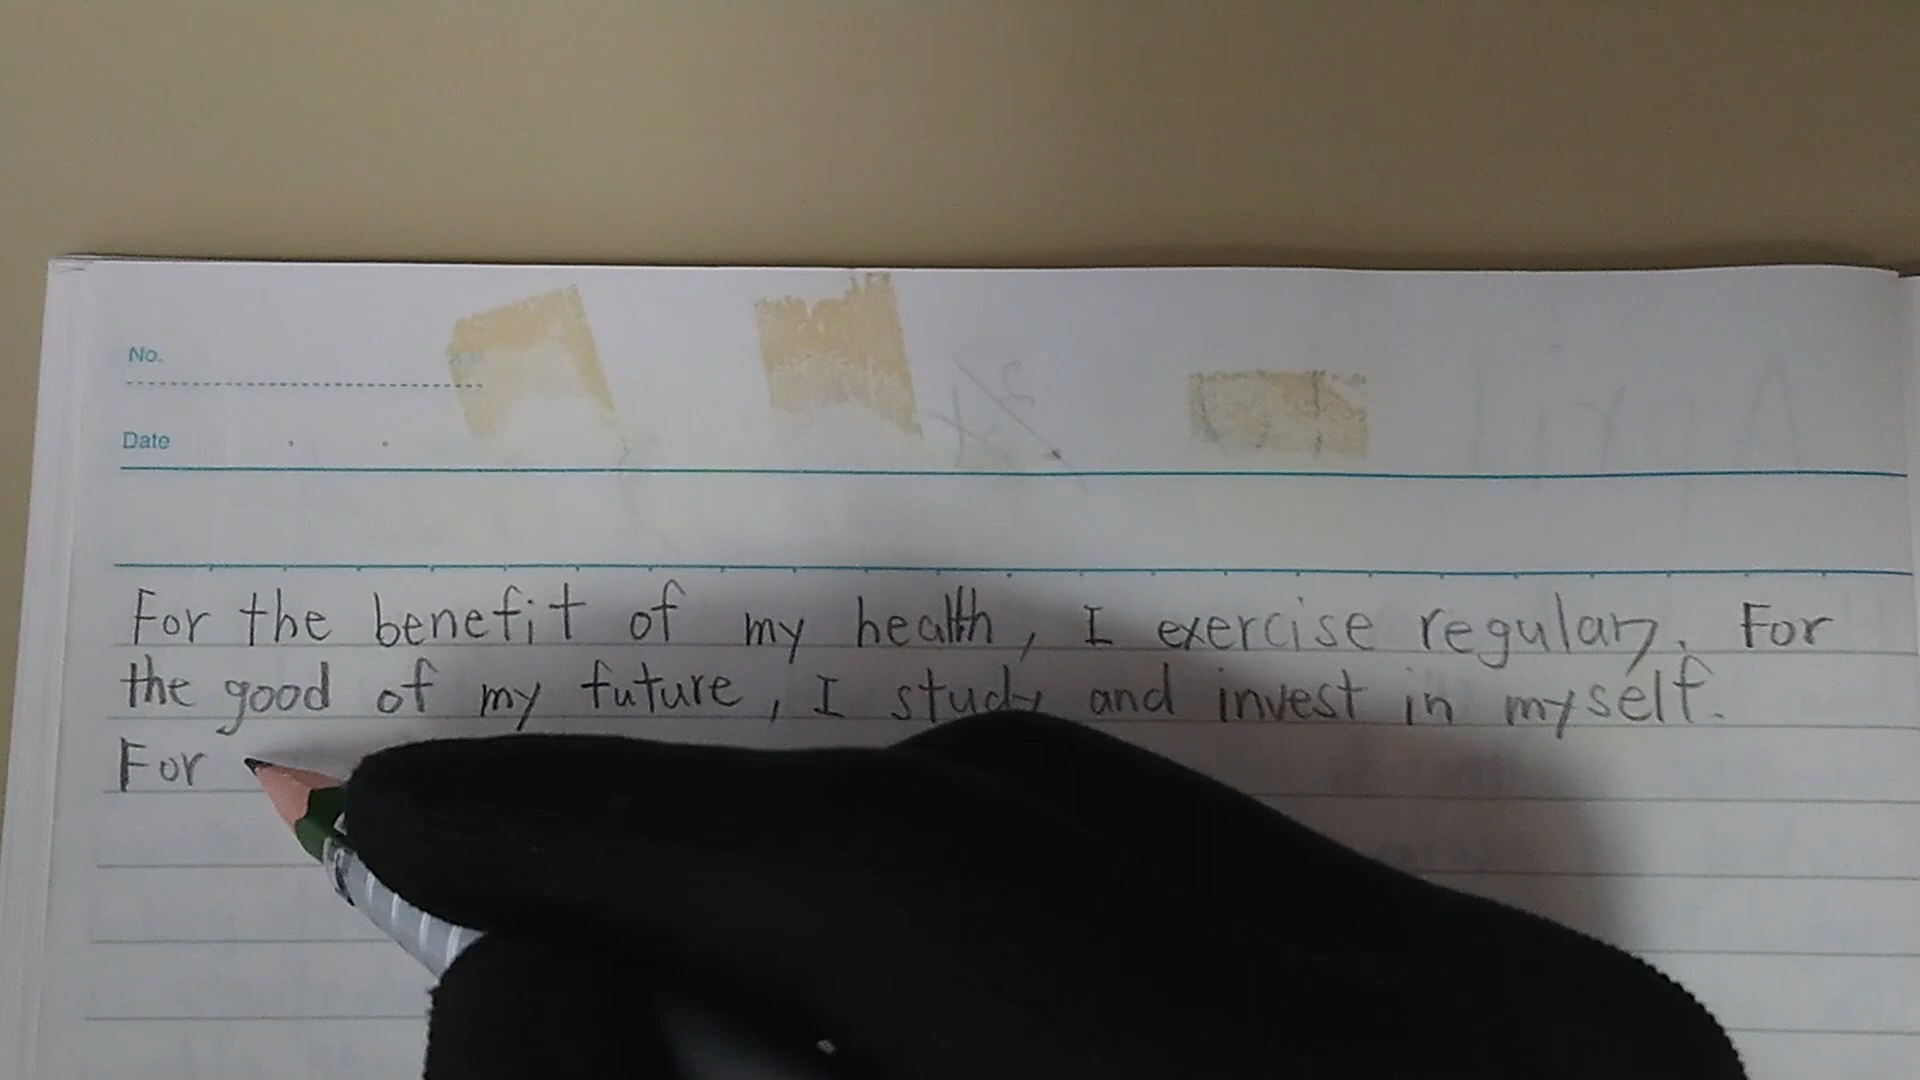 No.
Date
For the benefit of my health, I exercise regulary. For
the good of my future, I study and invest in myself.
For